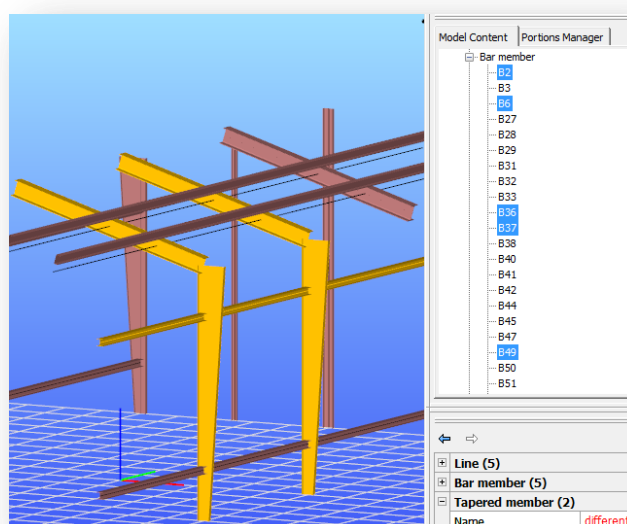 Model Content
Portions Manager
Bar member
B2
B3
B6
B27
B28
B29
B31
B32
B33
B36
B37
B38
B40
B41
B42
B44
B45
B47
B49
B50
B51
Line (5)
Bar member (5)
Tapered member (2)
Name different